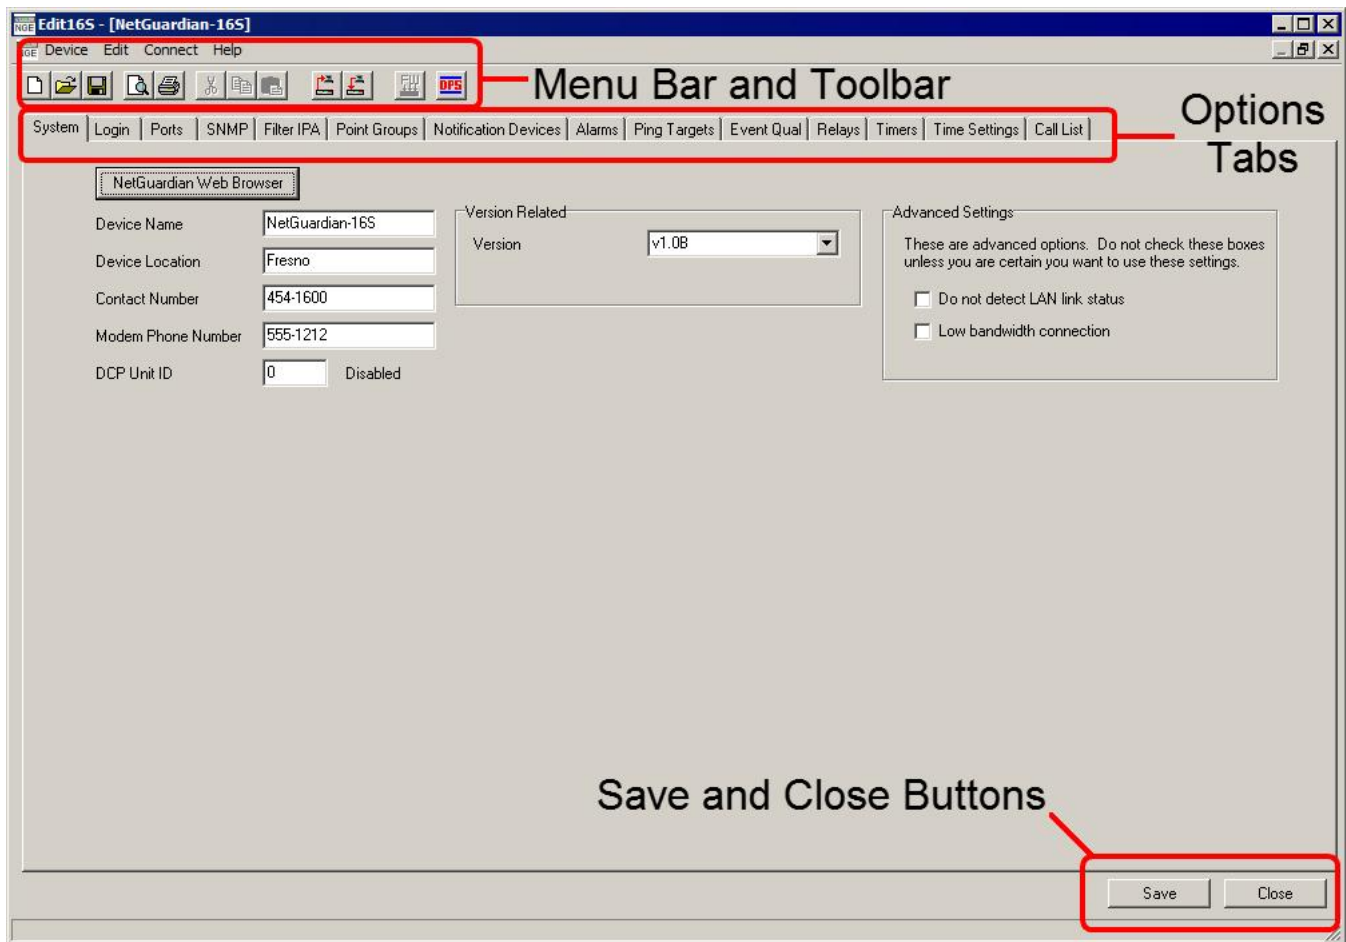 Edit16S - [NetGuardian-16S]
NGE Device Edit Connect Help
FW DPS
Menu Bar and Toolbar
Options
Tabs
System Login Ports SNMP Filter IPA Point Groups Notification Devices Alarms Ping Targets Event Qual Relays Timers Time Settings Call List
NetGuardian Web Browser
Device Name NetGuardian-16S
Device Location Fresno
Contact Number 454-1600
Modem Phone Number 555-1212
DCP Unit ID 0 Disabled
Version Related
Version v1.0B
Advanced Settings
These are advanced options. Do not check these boxes
unless you are certain you want to use these settings.
Do not detect LAN link status
Low bandwidth connection
Save and Close Buttons
Save Close